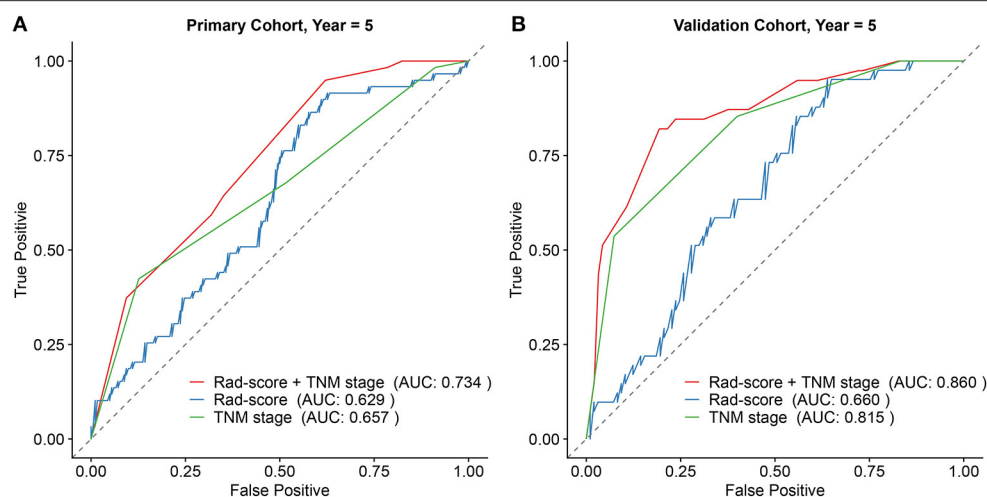 A
Primary Cohort, Year = 5
1.00
0.75
0.50
0.25
0.00
True Positivie
0.00 0.25 0.50 0.75 1.00
False Positive
Rad-score + TNM stage (AUC: 0.734 )
Rad-score (AUC: 0.629 )
TNM stage (AUC: 0.657 )
B
Validation Cohort, Year = 5
1.00
0.75
0.50
0.25
0.00
True Positivie
0.00 0.25 0.50 0.75 1.00
False Positive
Rad-score + TNM stage (AUC: 0.860 )
Rad-score (AUC: 0.660 )
TNM stage (AUC: 0.815 )